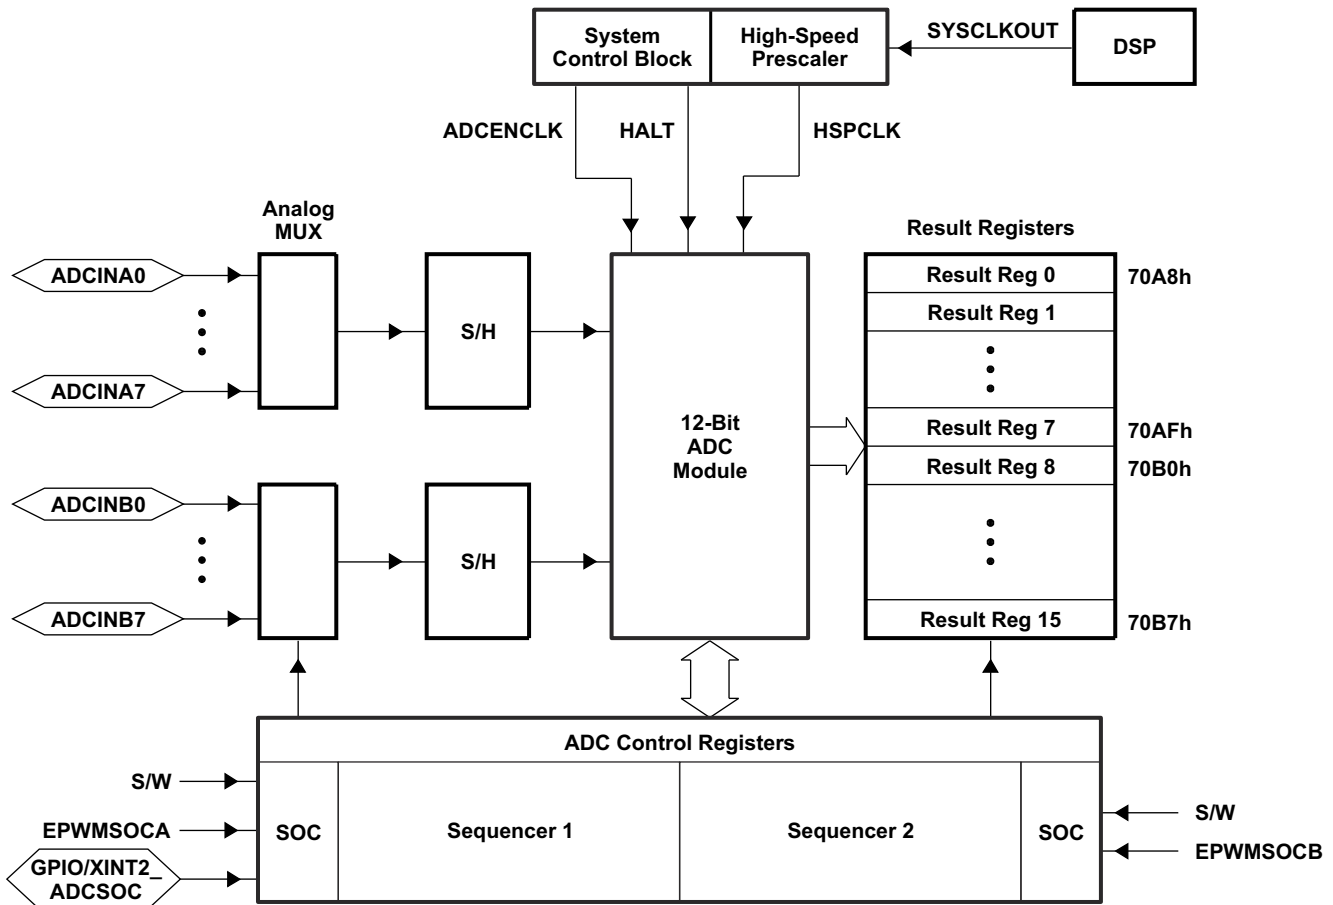 System
Control Block
High-Speed
Prescaler
SYSCLKOUT
DSP
ADCENCLK
HALT
HSPCLK
Analog
MUX
Result Registers
ADCINA0
ADCINA7
S/H
Result Reg 0
70A8h
Result Reg 1
12-Bit
ADC
Module
Result Reg 7
70AFh
Result Reg 8
70B0h
ADCINB0
ADCINB7
S/H
Result Reg 15
70B7h
ADC Control Registers
S/W
EPWMSOCA
GPIO/XINT2_
ADCSOC
SOC
Sequencer 1
Sequencer 2
SOC
S/W
EPWMSOCB